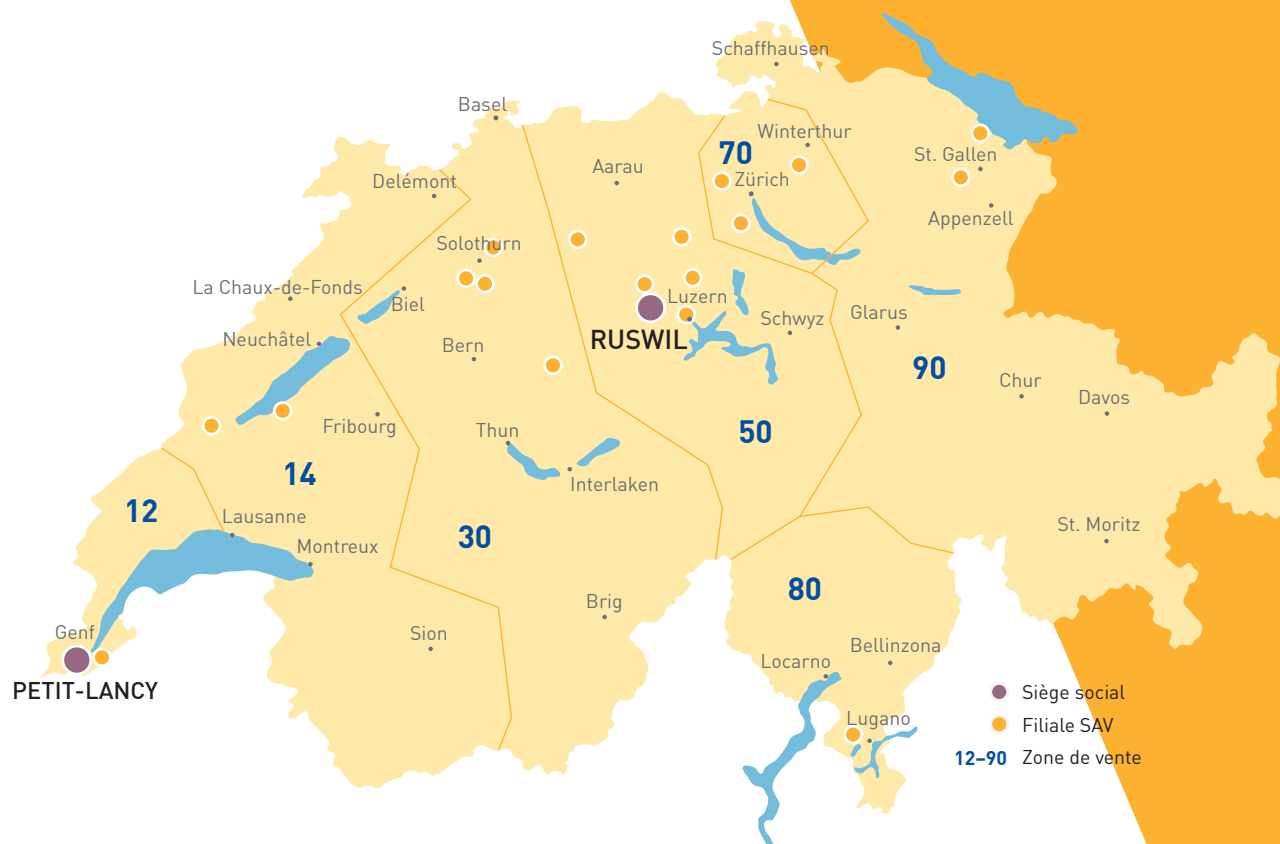 Schaffhausen
Basel
Winterthur
70
Aarau
St. Gallen
Delémont
Zürich
Appenzell
Solothurn
La Chaux-de-Fonds
Biel
Luzern
Glarus
Schwyz
Neuchâtel
RUSWIL
Bern
90
Chur
Davos
Fribourg
Thun
50
14
Interlaken
12
Lausanne
St. Moritz
30
Montreux
80
Brig
Genf
Sion
Bellinzona
Locarno
PETIT-LANCY
Lugano
Siège social
Filiale SAV
12–90 Zone de vente